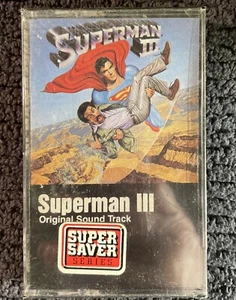 SUPERMAN
III
Superman III
Original Sound Track
SUPER
SAVER
SERIES